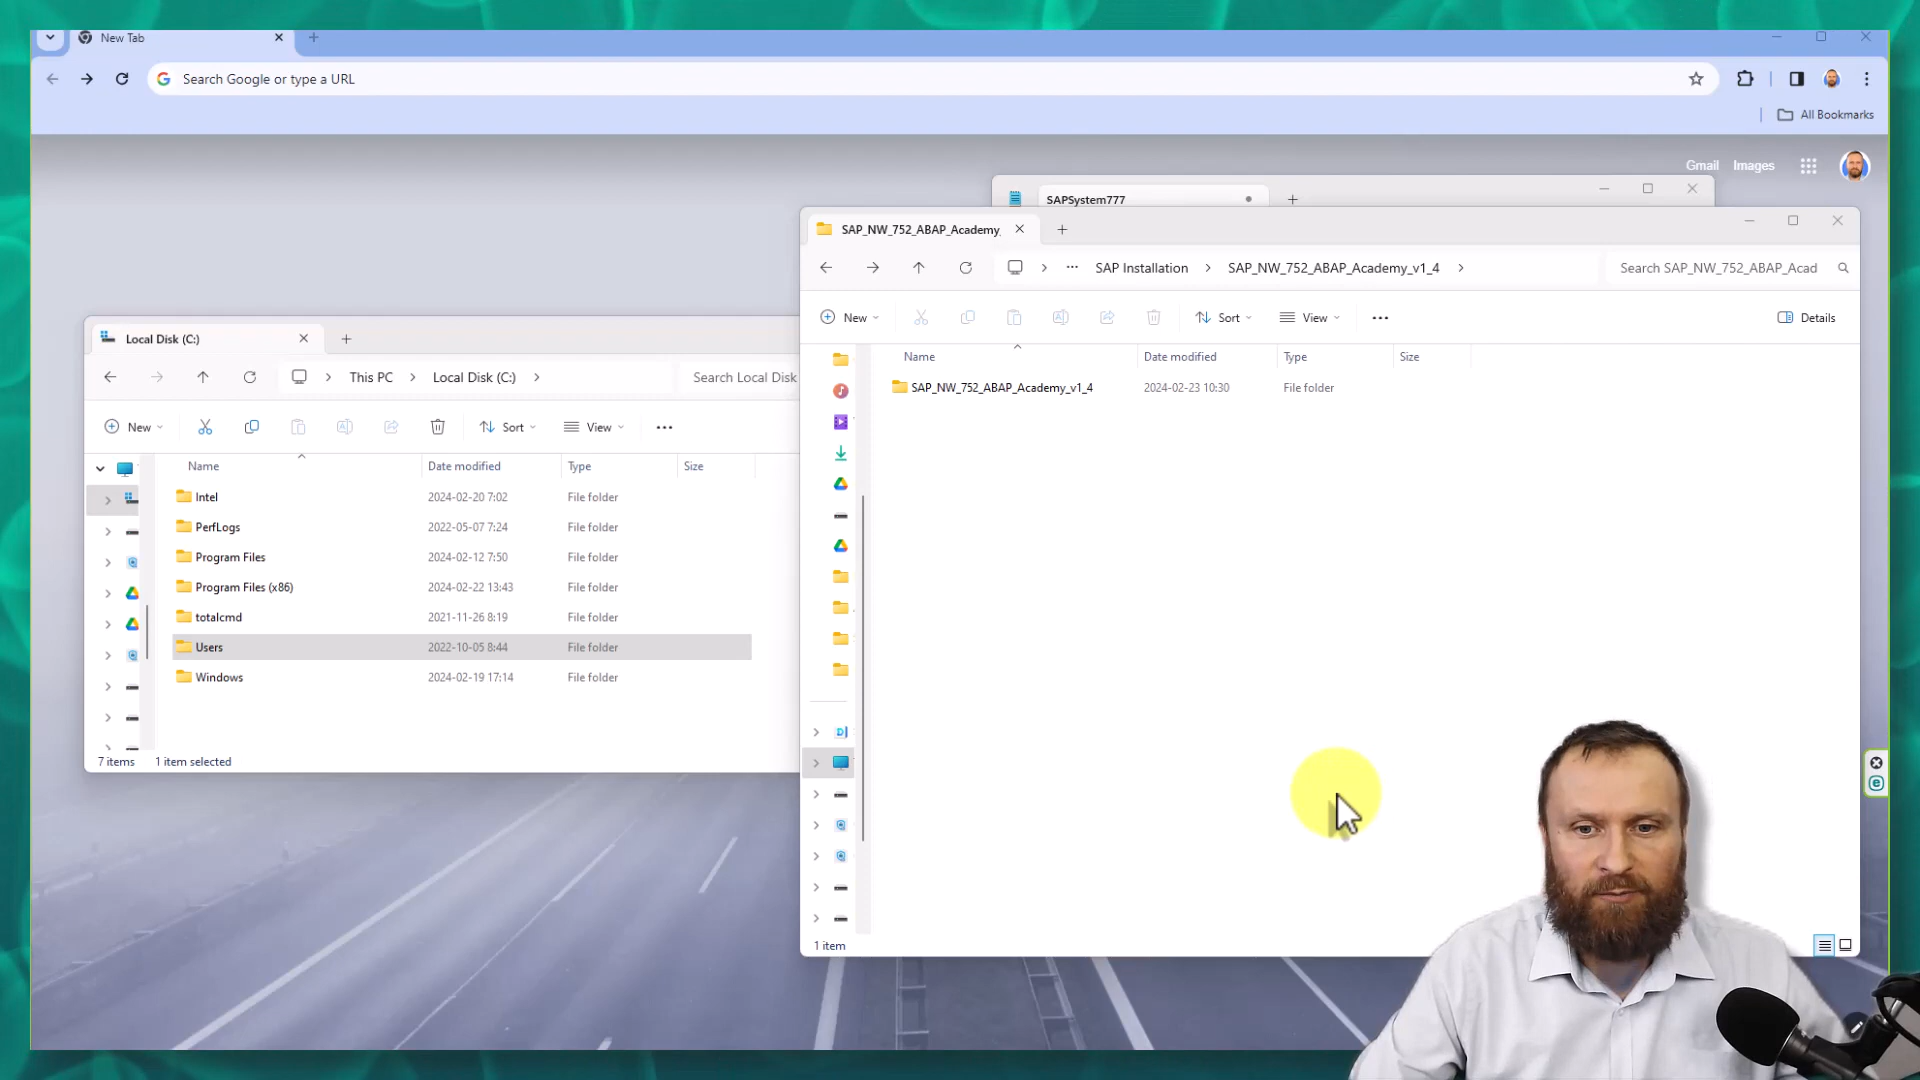 New Tab
Search Google or type a URL
All Bookmarks
Gmail Images
SAPSystem777
SAP_NW_752_ABAP_Academy_
SAP Installation > SAP_NW_752_ABAP_Academy_v1_4 >
Search SAP_NW_752_ABAP_Acad
New Sort View Details
Name Date modified Type Size
SAP_NW_752_ABAP_Academy_v1_4 2024-02-23 10:30 File folder
1 item
Local Disk (C:)
This PC > Local Disk (C:) >
Search Local Disk
New Sort View
Name Date modified Type Size
Intel 2024-02-20 7:02 File folder
PerfLogs 2022-05-07 7:24 File folder
Program Files 2024-02-12 7:50 File folder
Program Files (x86) 2024-02-22 13:43 File folder
totalcmd 2021-11-26 8:19 File folder
Users 2022-10-05 8:44 File folder
Windows 2024-02-19 17:14 File folder
7 items 1 item selected